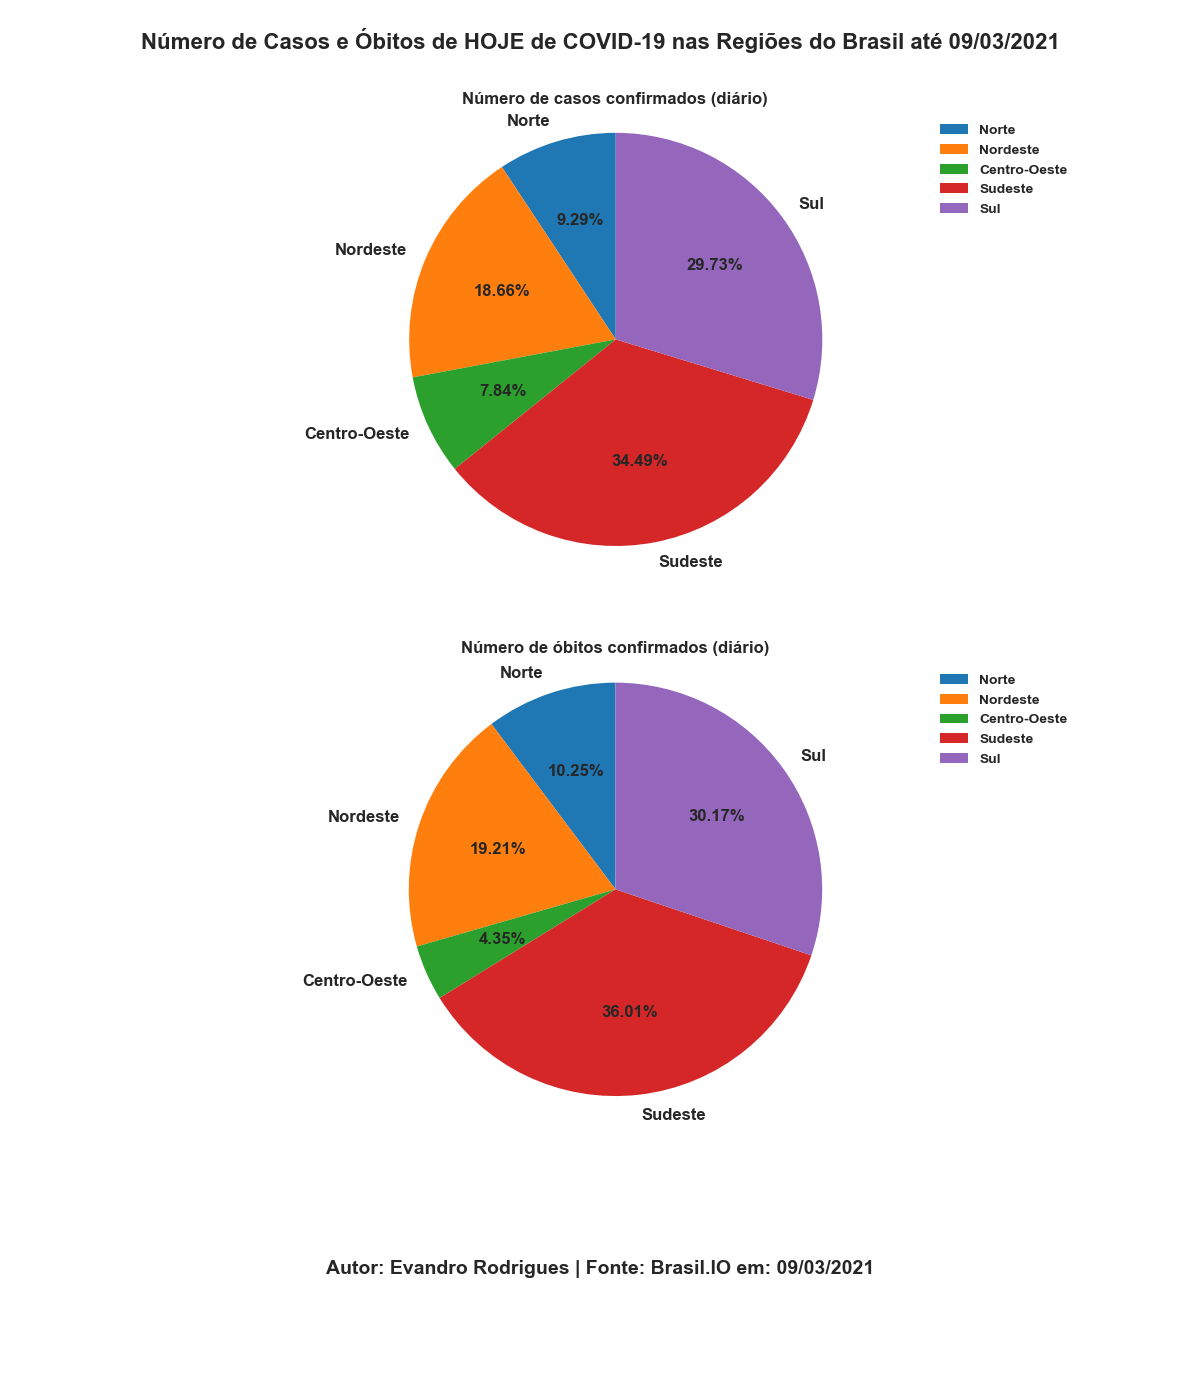 Número de Casos e Óbitos de HOJE de COVID-19 nas Regiões do Brasil até 09/03/2021
Número de casos confirmados (diário)
Norte
Nordeste
Centro-Oeste
Sudeste
Sul
9.29%
18.66%
7.84%
34.49%
29.73%
Norte
Nordeste
Centro-Oeste
Sudeste
Sul
Número de óbitos confirmados (diário)
Norte
Nordeste
Centro-Oeste
Sudeste
Sul
10.25%
19.21%
4.35%
36.01%
30.17%
Norte
Nordeste
Centro-Oeste
Sudeste
Sul
Autor: Evandro Rodrigues | Fonte: Brasil.IO em: 09/03/2021